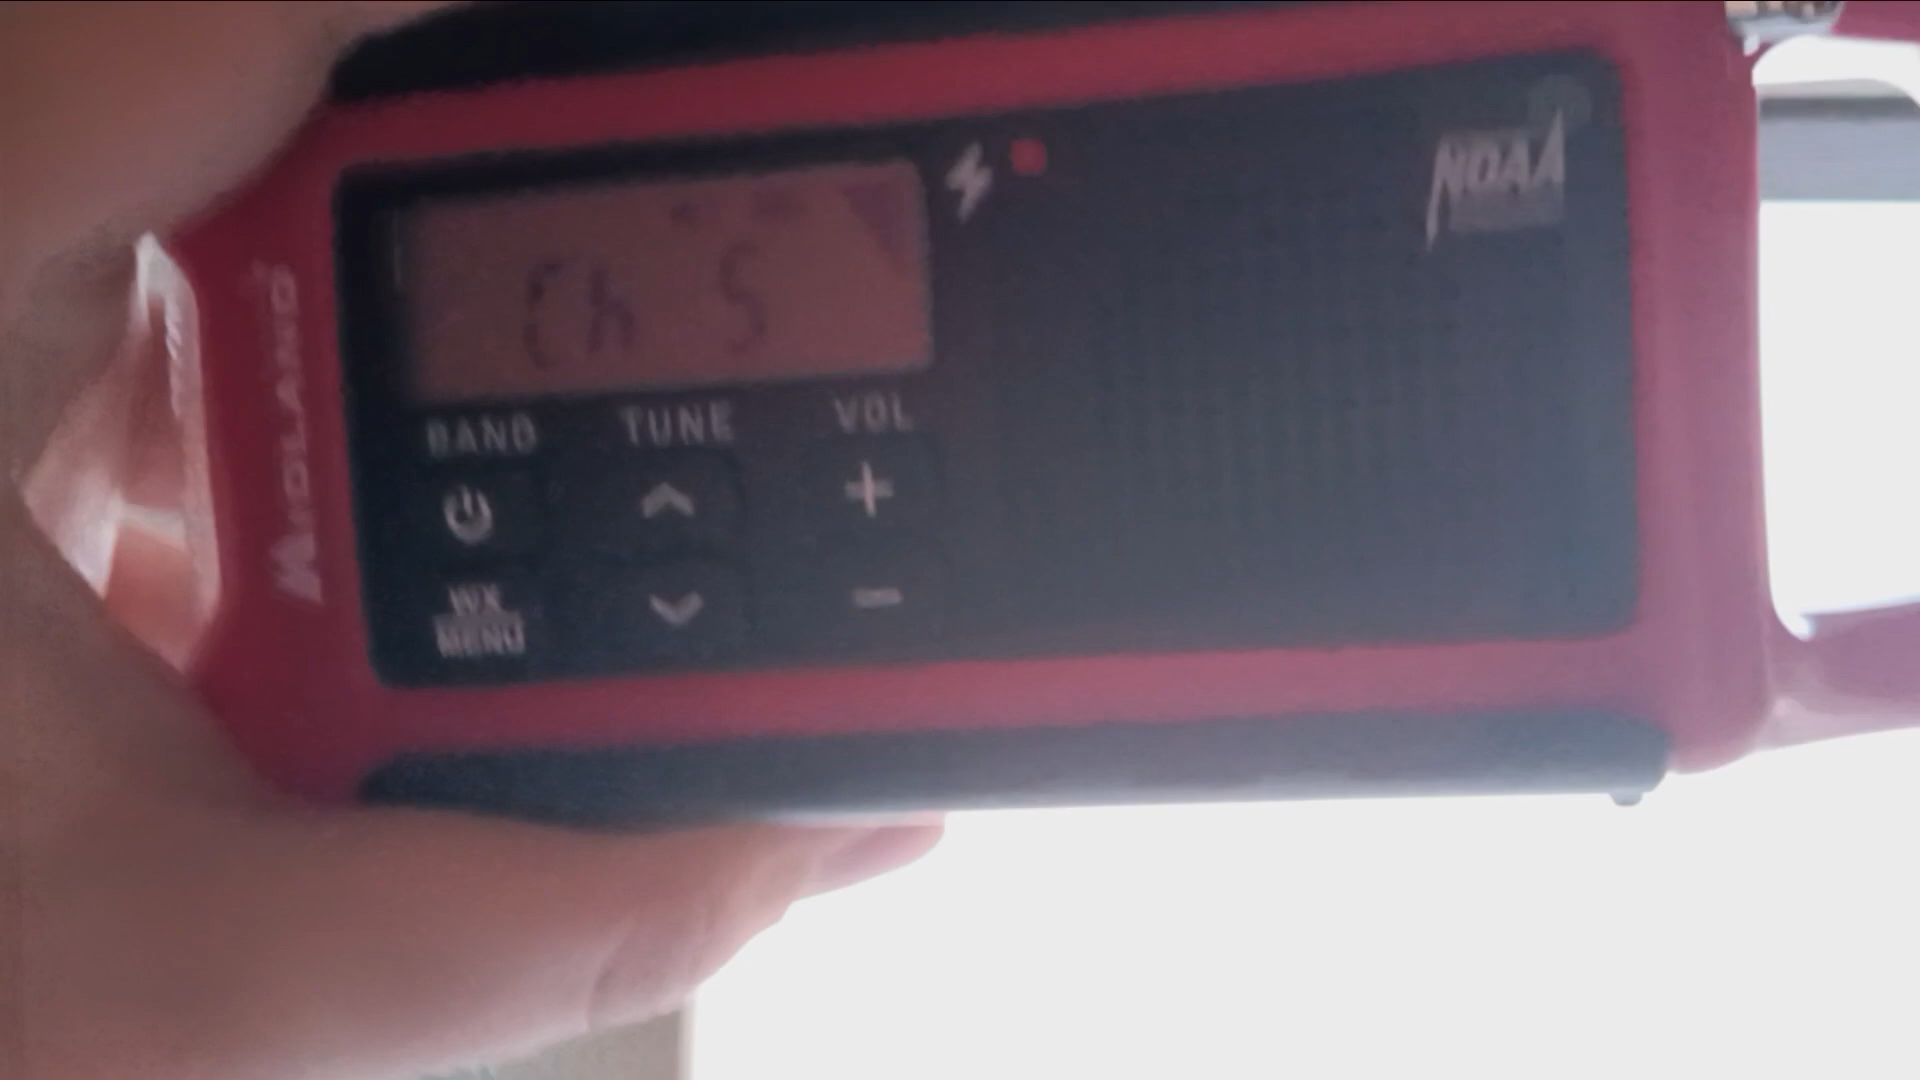 NOAA
Ch 5
BAND TUNE VOL
WX
MENU
MIDLAND